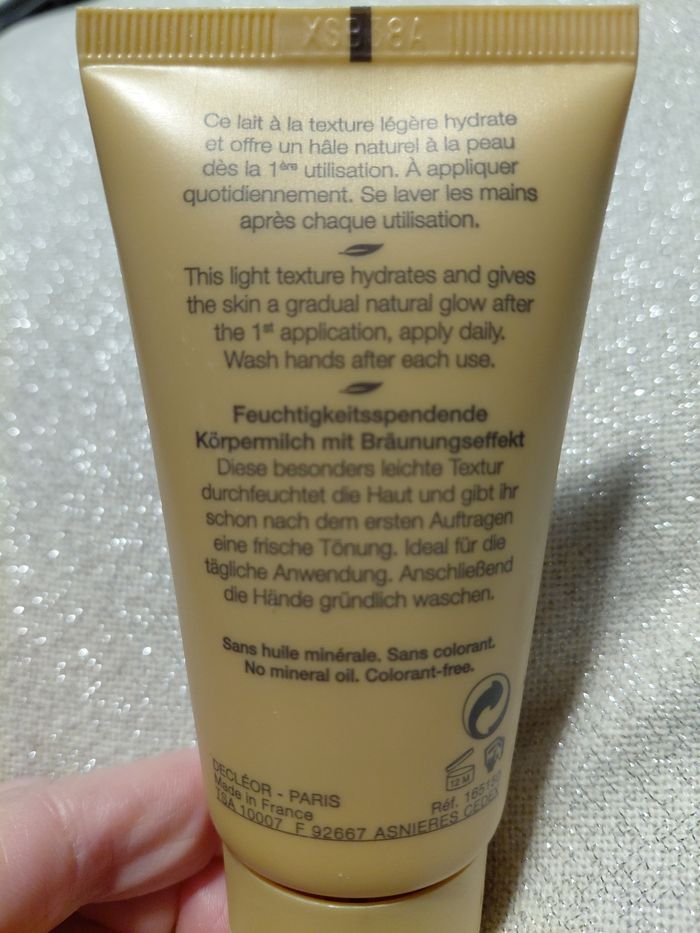 Ce lait à la texture légère hydrate
et offre un hâle naturel à la peau
dès la 1ère utilisation. À appliquer
quotidiennement. Se laver les mains
après chaque utilisation.
This light texture hydrates and gives
the skin a gradual natural glow after
the 1st application, apply daily.
Wash hands after each use.
Feuchtigkeitsspendende
Körpermilch mit Bräunungseffekt
Diese besonders leichte Textur
durchfeuchtet die Haut und gibt ihr
schon nach dem ersten Auftragen
eine frische Tönung. Ideal für die
tägliche Anwendung. Anschließend
die Hände gründlich waschen.
Sans huile minérale. Sans colorant.
No mineral oil. Colorant-free.
12 M
DECLÉOR - PARIS
Made in France
Réf.
TSA 10007 F 92667 ASNIERES CEDEX